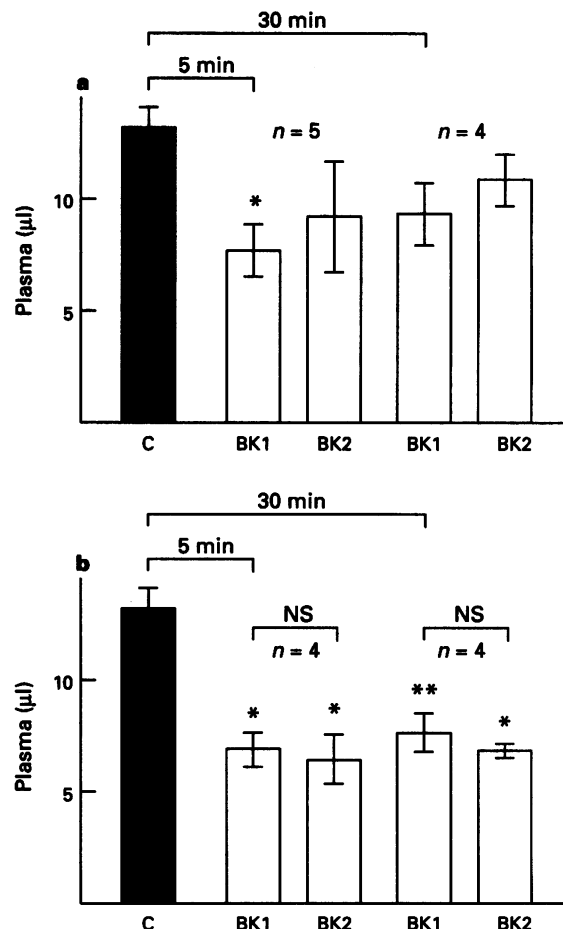 30 min
5 min
a
n = 5 n = 4
*
10
5
Plasma (µl)
C BK1 BK2 BK1 BK2
30 min
5 min
b
NS NS
n = 4 n = 4
* * ** *
10
5
Plasma (µl)
C BK1 BK2 BK1 BK2